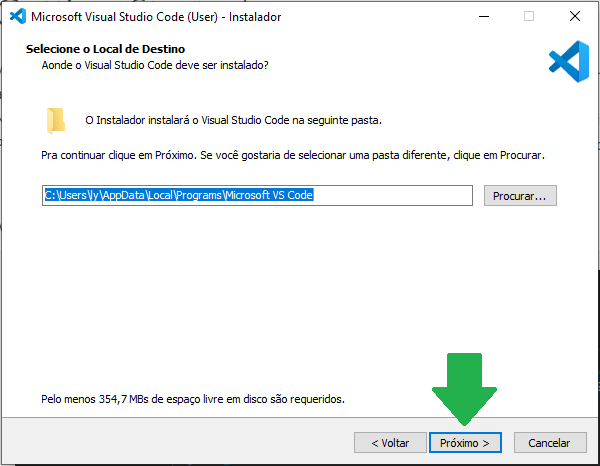 Microsoft Visual Studio Code (User) - Instalador
Selecione o Local de Destino
Aonde o Visual Studio Code deve ser instalado?
O Instalador instalará o Visual Studio Code na seguinte pasta.
Pra continuar clique em Próximo. Se você gostaria de selecionar uma pasta diferente, clique em Procurar.
C:\Users\ly\AppData\Local\Programs\Microsoft VS Code
Procurar...
Pelo menos 354,7 MBs de espaço livre em disco são requeridos.
< Voltar
Próximo >
Cancelar